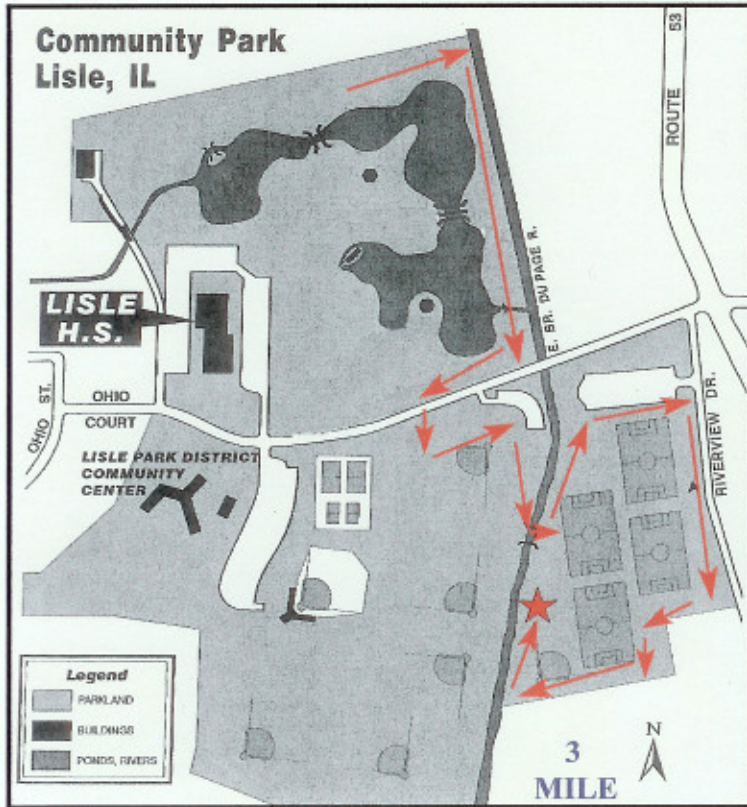 Community Park
Lisle, IL
ROUTE 53
E. BR. DU PAGE R.
LISLE
H.S.
OHIO ST.
OHIO
COURT
RIVERVIEW DR.
LISLE PARK DISTRICT
COMMUNITY
CENTER
Legend
PARKLAND
BUILDINGS
PONDS, RIVERS
N
3
MILE